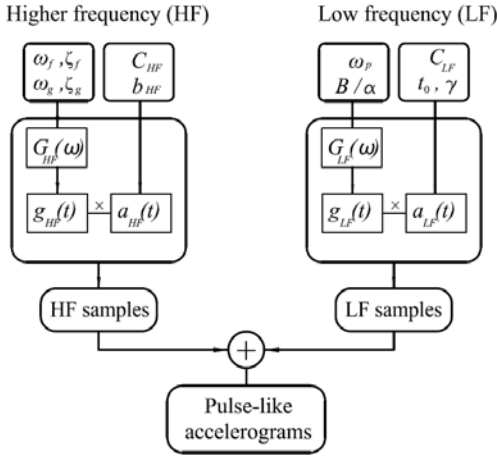 Higher frequency (HF)
Low frequency (LF)
ω_f, ζ_f
ω_g, ζ_g
C_HF
b_HF
ω_p
B/α
C_LF
t_0, γ
G_HF(ω)
G_LF(ω)
g_HF(t) × a_HF(t)
g_LF(t) × a_LF(t)
HF samples
LF samples
+
Pulse-like
accelerograms